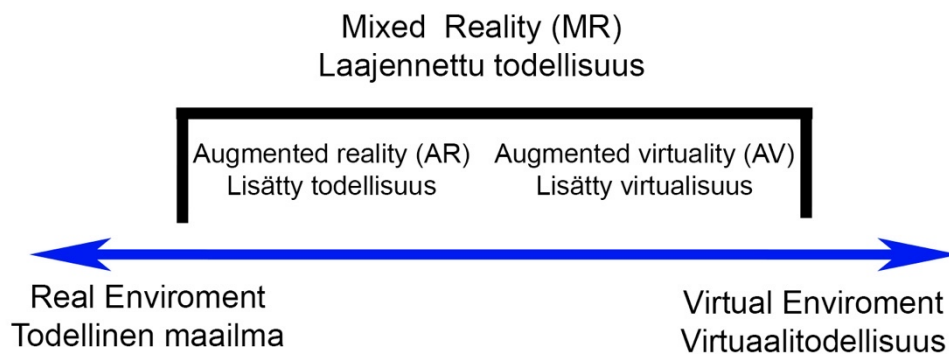 Mixed Reality (MR)
Laajennettu todellisuus
Augmented reality (AR)
Lisätty todellisuus
Augmented virtuality (AV)
Lisätty virtualisuus
Real Enviroment
Todellinen maailma
Virtual Enviroment
Virtuaalitodellisuus